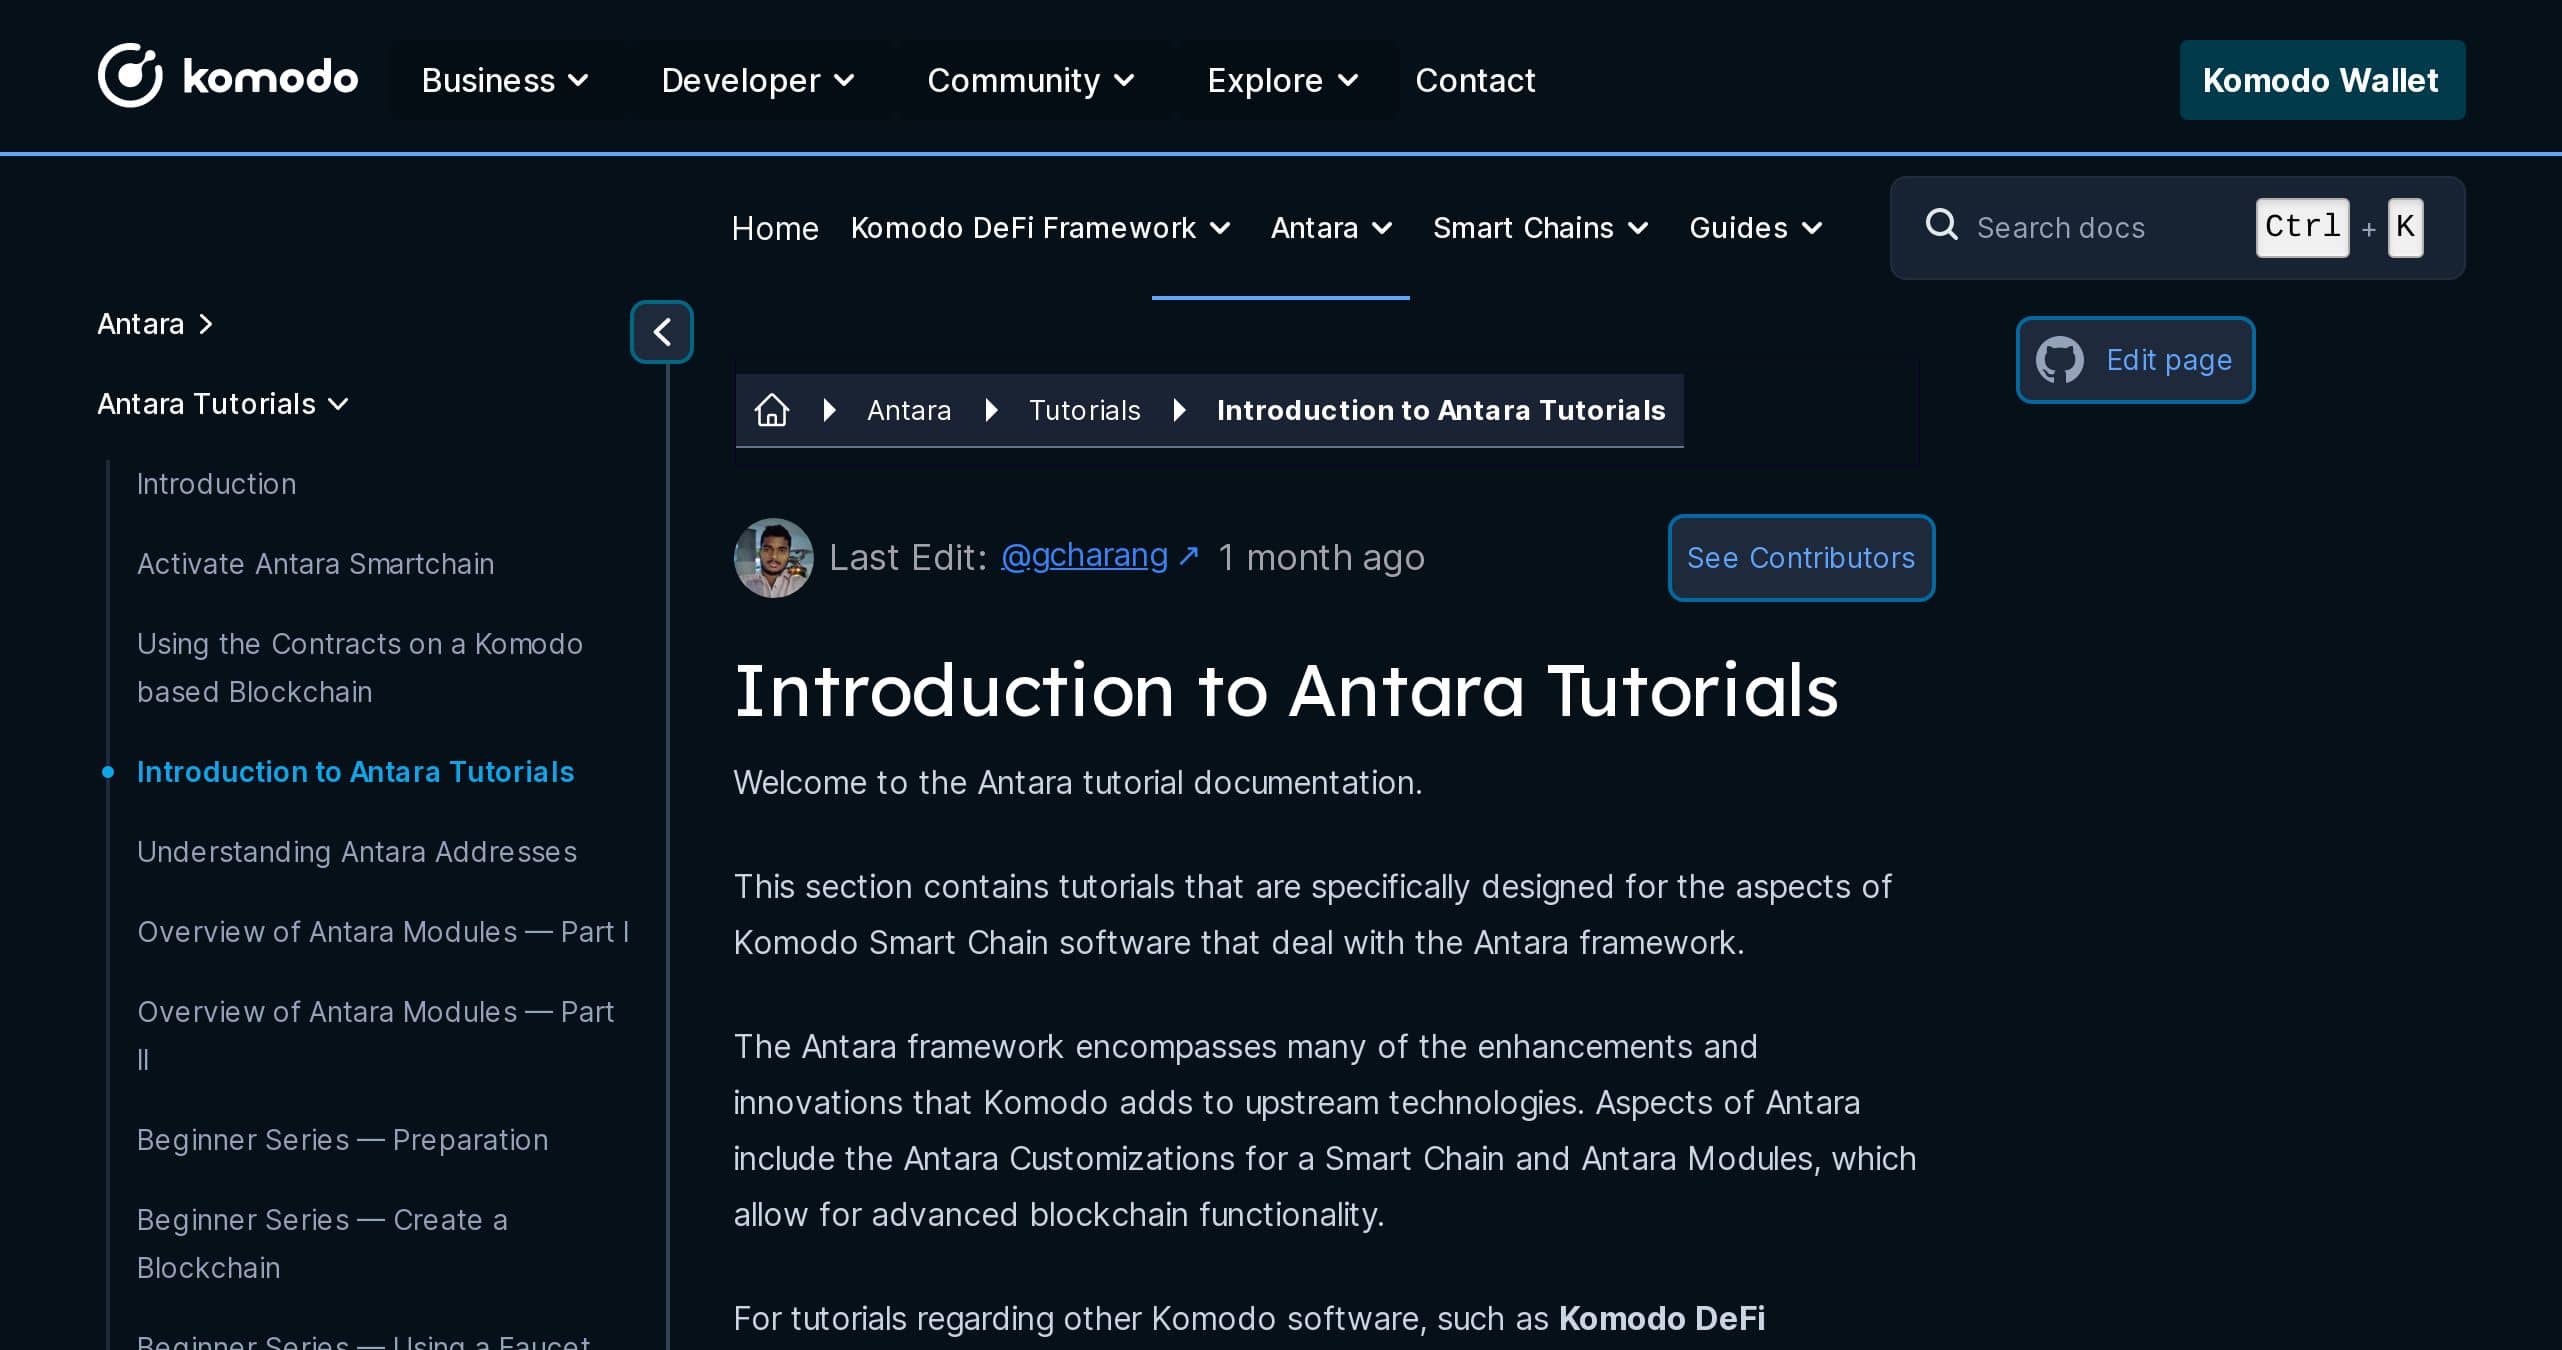 komodo Business Developer Community Explore Contact Komodo Wallet
Home Komodo DeFi Framework Antara Smart Chains Guides Search docs Ctrl + K
Antara
Antara Tutorials
Introduction
Activate Antara Smartchain
Using the Contracts on a Komodo
based Blockchain
Introduction to Antara Tutorials
Understanding Antara Addresses
Overview of Antara Modules — Part I
Overview of Antara Modules — Part
II
Beginner Series — Preparation
Beginner Series — Create a
Blockchain
Beginner Series — Using a Faucet
Edit page
Antara Tutorials Introduction to Antara Tutorials
Last Edit: @gcharang ↗ 1 month ago See Contributors
Introduction to Antara Tutorials
Welcome to the Antara tutorial documentation.
This section contains tutorials that are specifically designed for the aspects of
Komodo Smart Chain software that deal with the Antara framework.
The Antara framework encompasses many of the enhancements and
innovations that Komodo adds to upstream technologies. Aspects of Antara
include the Antara Customizations for a Smart Chain and Antara Modules, which
allow for advanced blockchain functionality.
For tutorials regarding other Komodo software, such as Komodo DeFi